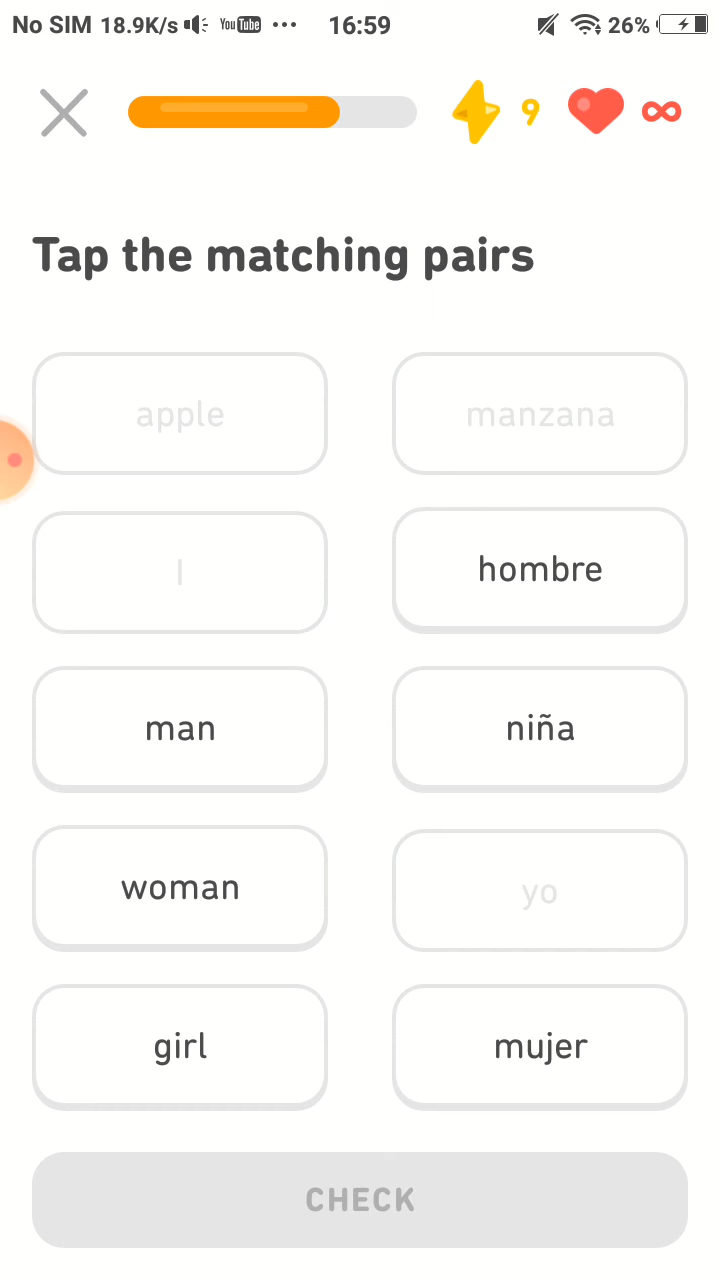 No SIM 18.9K/s YouTube ••• 16:59 26%
9 ∞
Tap the matching pairs
apple manzana
I hombre
man niña
woman yo
girl mujer
CHECK